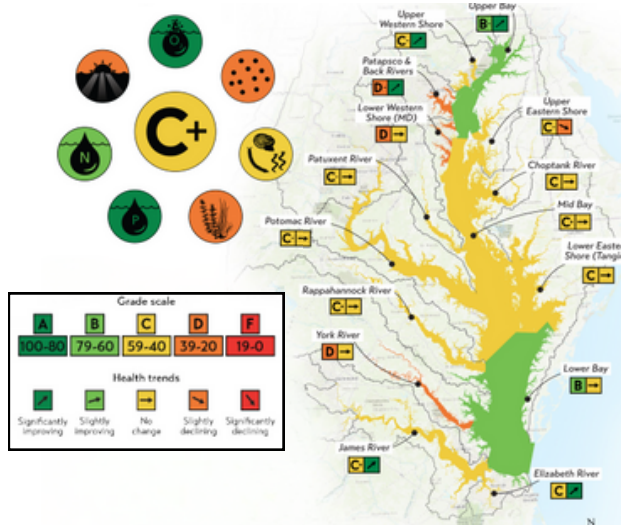 Upper
Western Shore
C-
Upper Bay
B-
Patapsco &
Back Rivers
D-
Lower Western
Shore (MD)
D
Upper
Eastern Shore
C-
O₂
C+
N
P
Patuxent River
C-
Choptank River
C
Mid Bay
C-
Potomac River
C
Lower Easte
Shore (Tangi
C
Rappahannock River
C-
York River
D
Lower Bay
B
James River
C
Elizabeth River
C
N
Grade scale
A B C D F
100-80 79-60 59-40 39-20 19-0
Health trends
Significantly improving
Slightly improving
No change
Slightly declining
Significantly declining